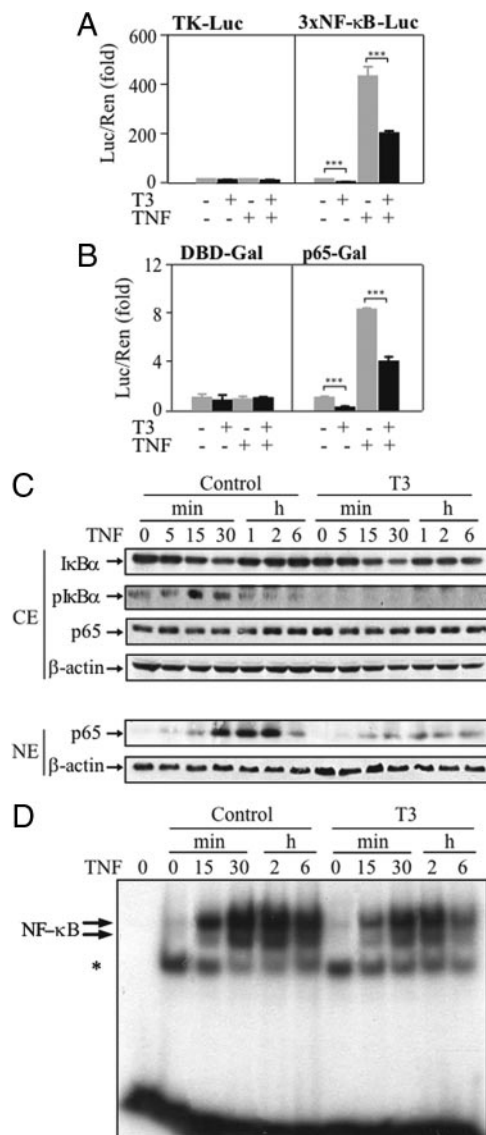 A
TK-Luc 3xNF-κB-Luc
Luc/Ren (fold)
600
400
200
0
*** ***
T3 - + - + - + - +
TNF - - + + - - + +
B
DBD-Gal p65-Gal
Luc/Ren (fold)
12
8
4
0
*** ***
T3 - + - + - + - +
TNF - - + + - - + +
C
Control T3
min h min h
TNF 0 5 15 30 1 2 6 0 5 15 30 1 2 6
CE
IκBα
pIκBα
p65
β-actin
NE
p65
β-actin
D
Control T3
min h min h
TNF 0 0 15 30 2 6 0 15 30 2 6
NF-κB
*